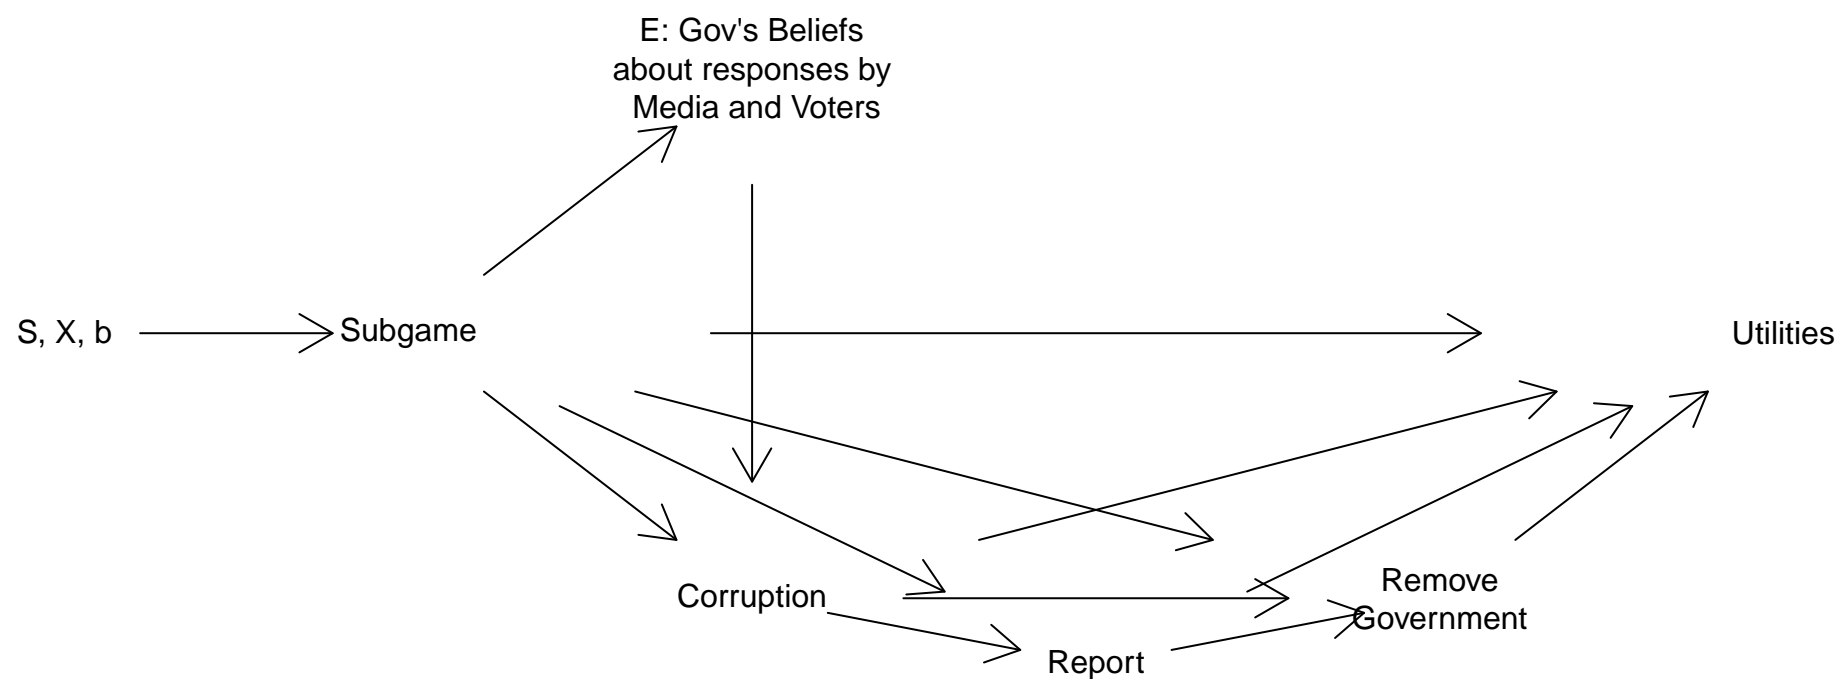 E: Gov's Beliefs
about responses by
Media and Voters
S, X, b
Subgame
Utilities
Corruption
Remove
Government
Report